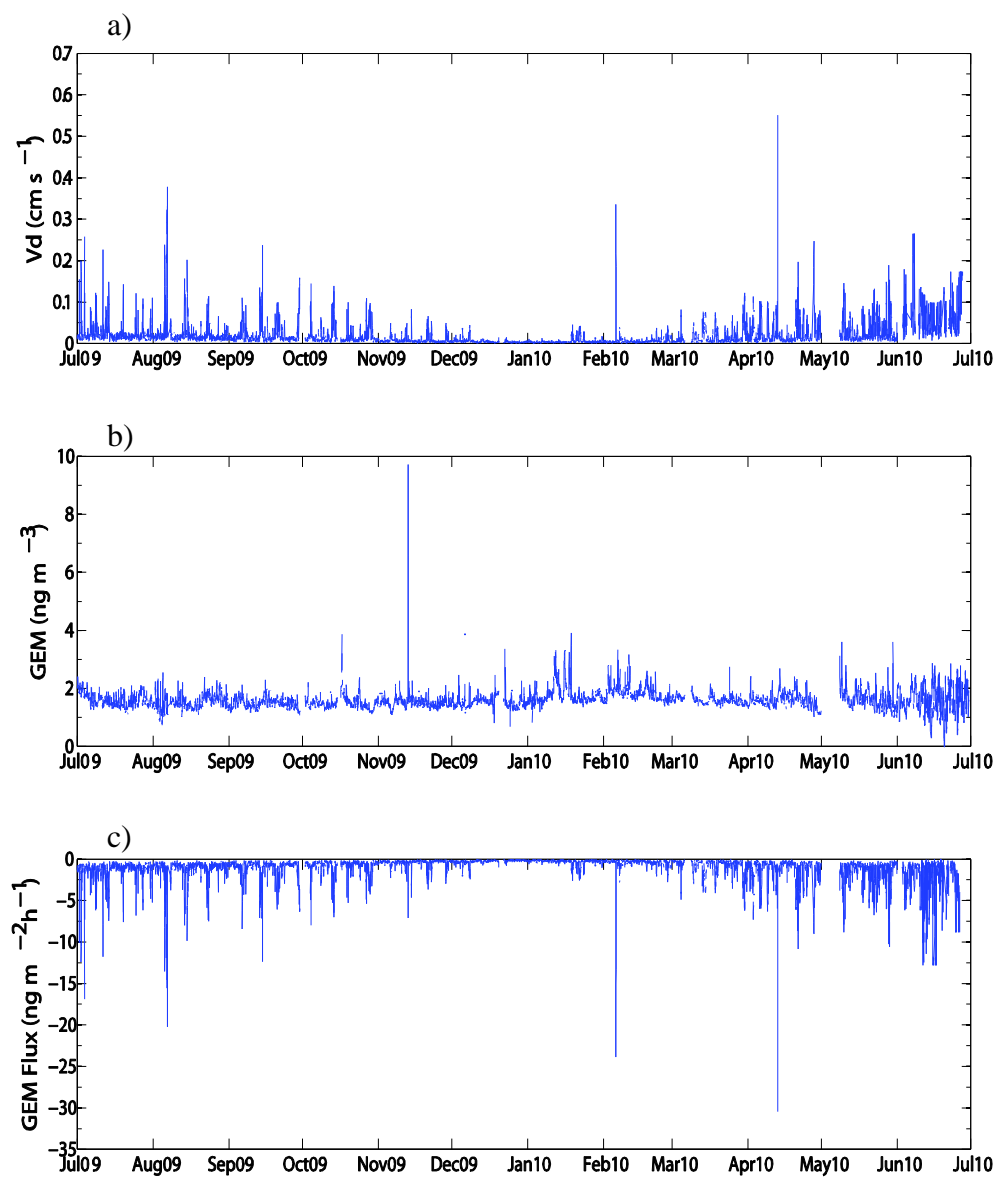 a)
0.7
0.6
0.5
0.4
0.3
0.2
0.1
0
Vd (cm s −1)
Jul09 Aug09 Sep09 Oct09 Nov09 Dec09 Jan10 Feb10 Mar10 Apr10 May10 Jun10 Jul10
b)
10
8
6
4
2
0
GEM (ng m −3)
Jul09 Aug09 Sep09 Oct09 Nov09 Dec09 Jan10 Feb10 Mar10 Apr10 May10 Jun10 Jul10
c)
0
−5
−10
−15
−20
−25
−30
−35
GEM Flux (ng m −2h−1)
Jul09 Aug09 Sep09 Oct09 Nov09 Dec09 Jan10 Feb10 Mar10 Apr10 May10 Jun10 Jul10